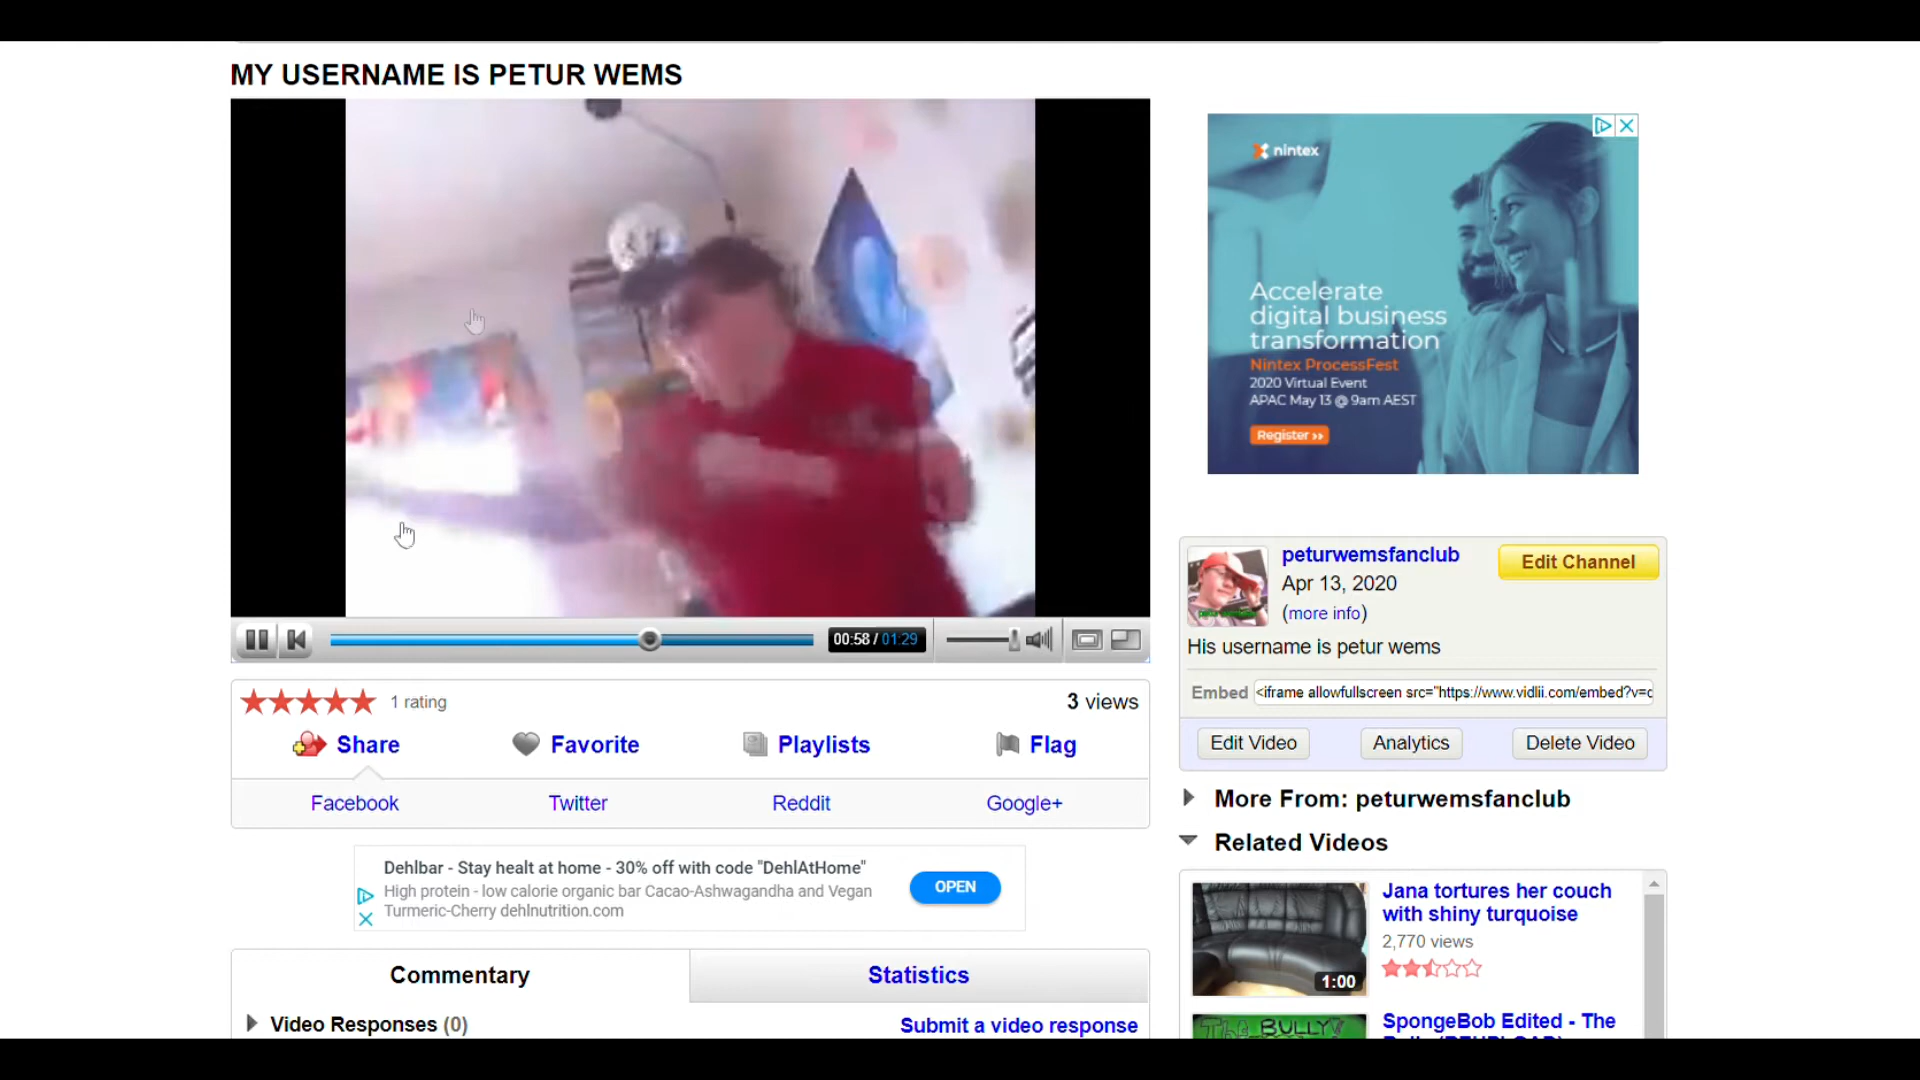 MY USERNAME IS PETUR WEMS
nintex
Accelerate
digital business
transformation
Nintex ProcessFest
2020 Virtual Event
APAC May 13 @ 9am AEST
Register >>
00:58 / 01:29
peturwemsfanclub
Edit Channel
Apr 13, 2020
(more info)
His username is petur wems
Embed <iframe allowfullscreen src="https://www.vidlii.com/embed?v=c
Edit Video
Analytics
Delete Video
1 rating
3 views
Share
Favorite
Playlists
Flag
Facebook
Twitter
Reddit
Google+
More From: peturwemsfanclub
Related Videos
Dehlbar - Stay healt at home - 30% off with code "DehlAtHome"
High protein - low calorie organic bar Cacao-Ashwagandha and Vegan
Turmeric-Cherry dehlnutrition.com
OPEN
Jana tortures her couch
with shiny turquoise
2,770 views
1:00
Commentary
Statistics
Video Responses (0)
Submit a video response
The BULLY
SpongeBob Edited - The